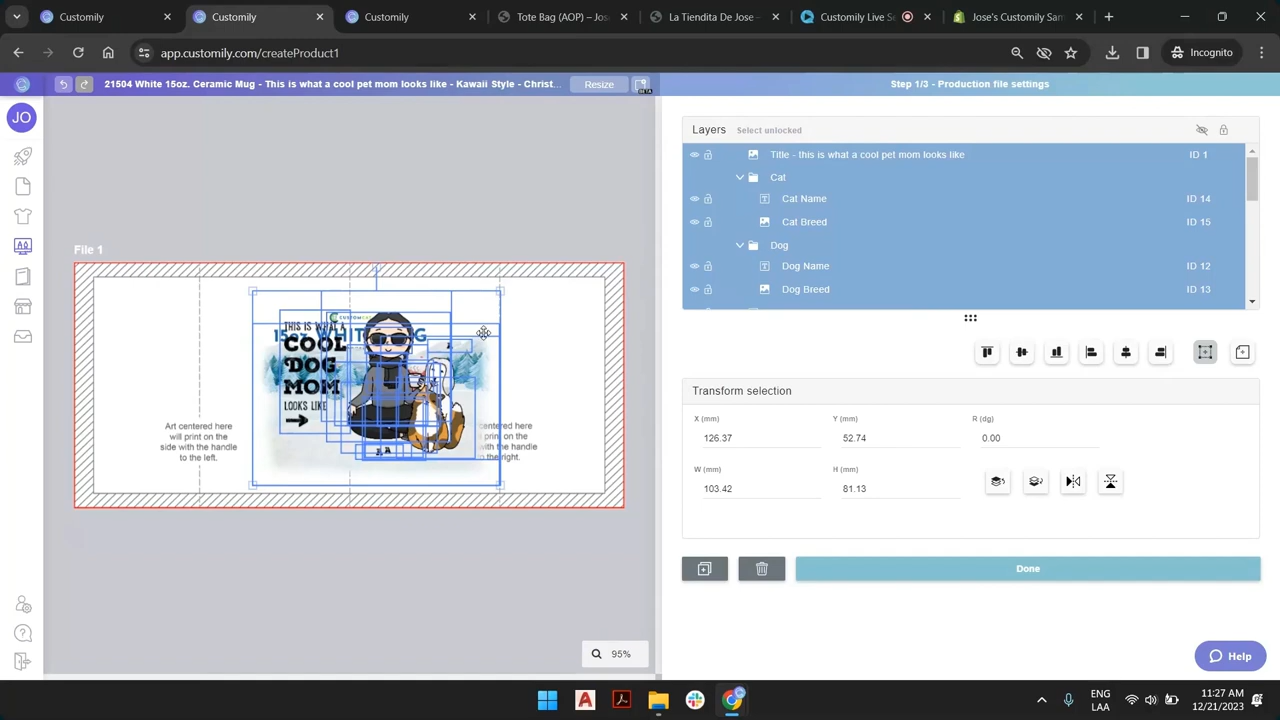 Customily
Customily
Customily
Tote Bag (AOP) – Jos
La Tiendita De Jose –
Customily Live S
Jose's Customily Sam
app.customily.com/createProduct1
Incognito
JO
21504 White 15oz. Ceramic Mug - This is what a cool pet mom looks like - Kawaii Style - Christ...
Resize
BETA
Step 1/3 - Production file settings
Layers
Select unlocked
Title - this is what a cool pet mom looks like
ID 1
Cat
Cat Name
ID 14
Cat Breed
ID 15
Dog
Dog Name
ID 12
Dog Breed
ID 13
File 1
THIS IS WHAT A
COOL
DOG
MOM
LOOKS LIKE
Art centered here
will print on the
side with the handle
to the left.
centered here
print on the
with the handle
the right.
Transform selection
X (mm)
Y (mm)
R (dg)
126.37
52.74
0.00
W (mm)
H (mm)
103.42
81.13
Done
95%
Help
ENG
LAA
11:27 AM
12/21/2023